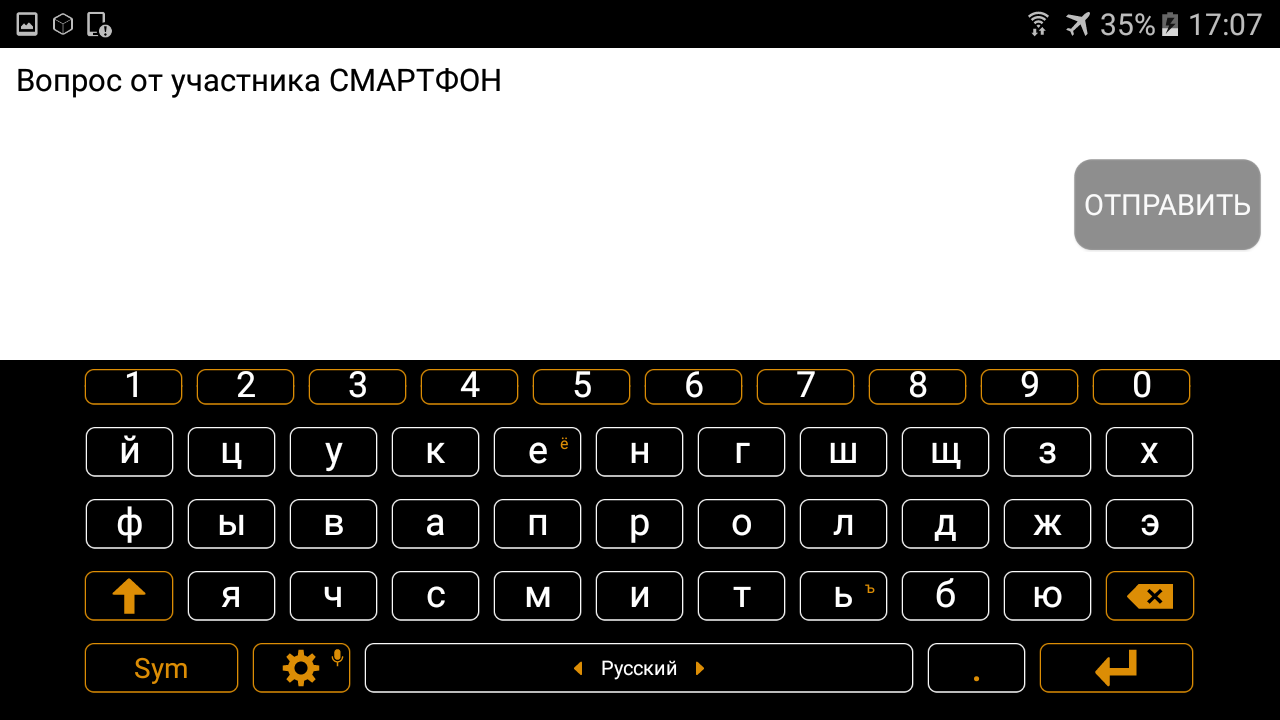 35% 17:07
Вопрос от участника СМАРТФОН
ОТПРАВИТЬ
1 2 3 4 5 6 7 8 9 0
й ц у к е ё н г ш щ з х
ф ы в а п р о л д ж э
я ч с м и т ь ъ б ю
Sym Русский .